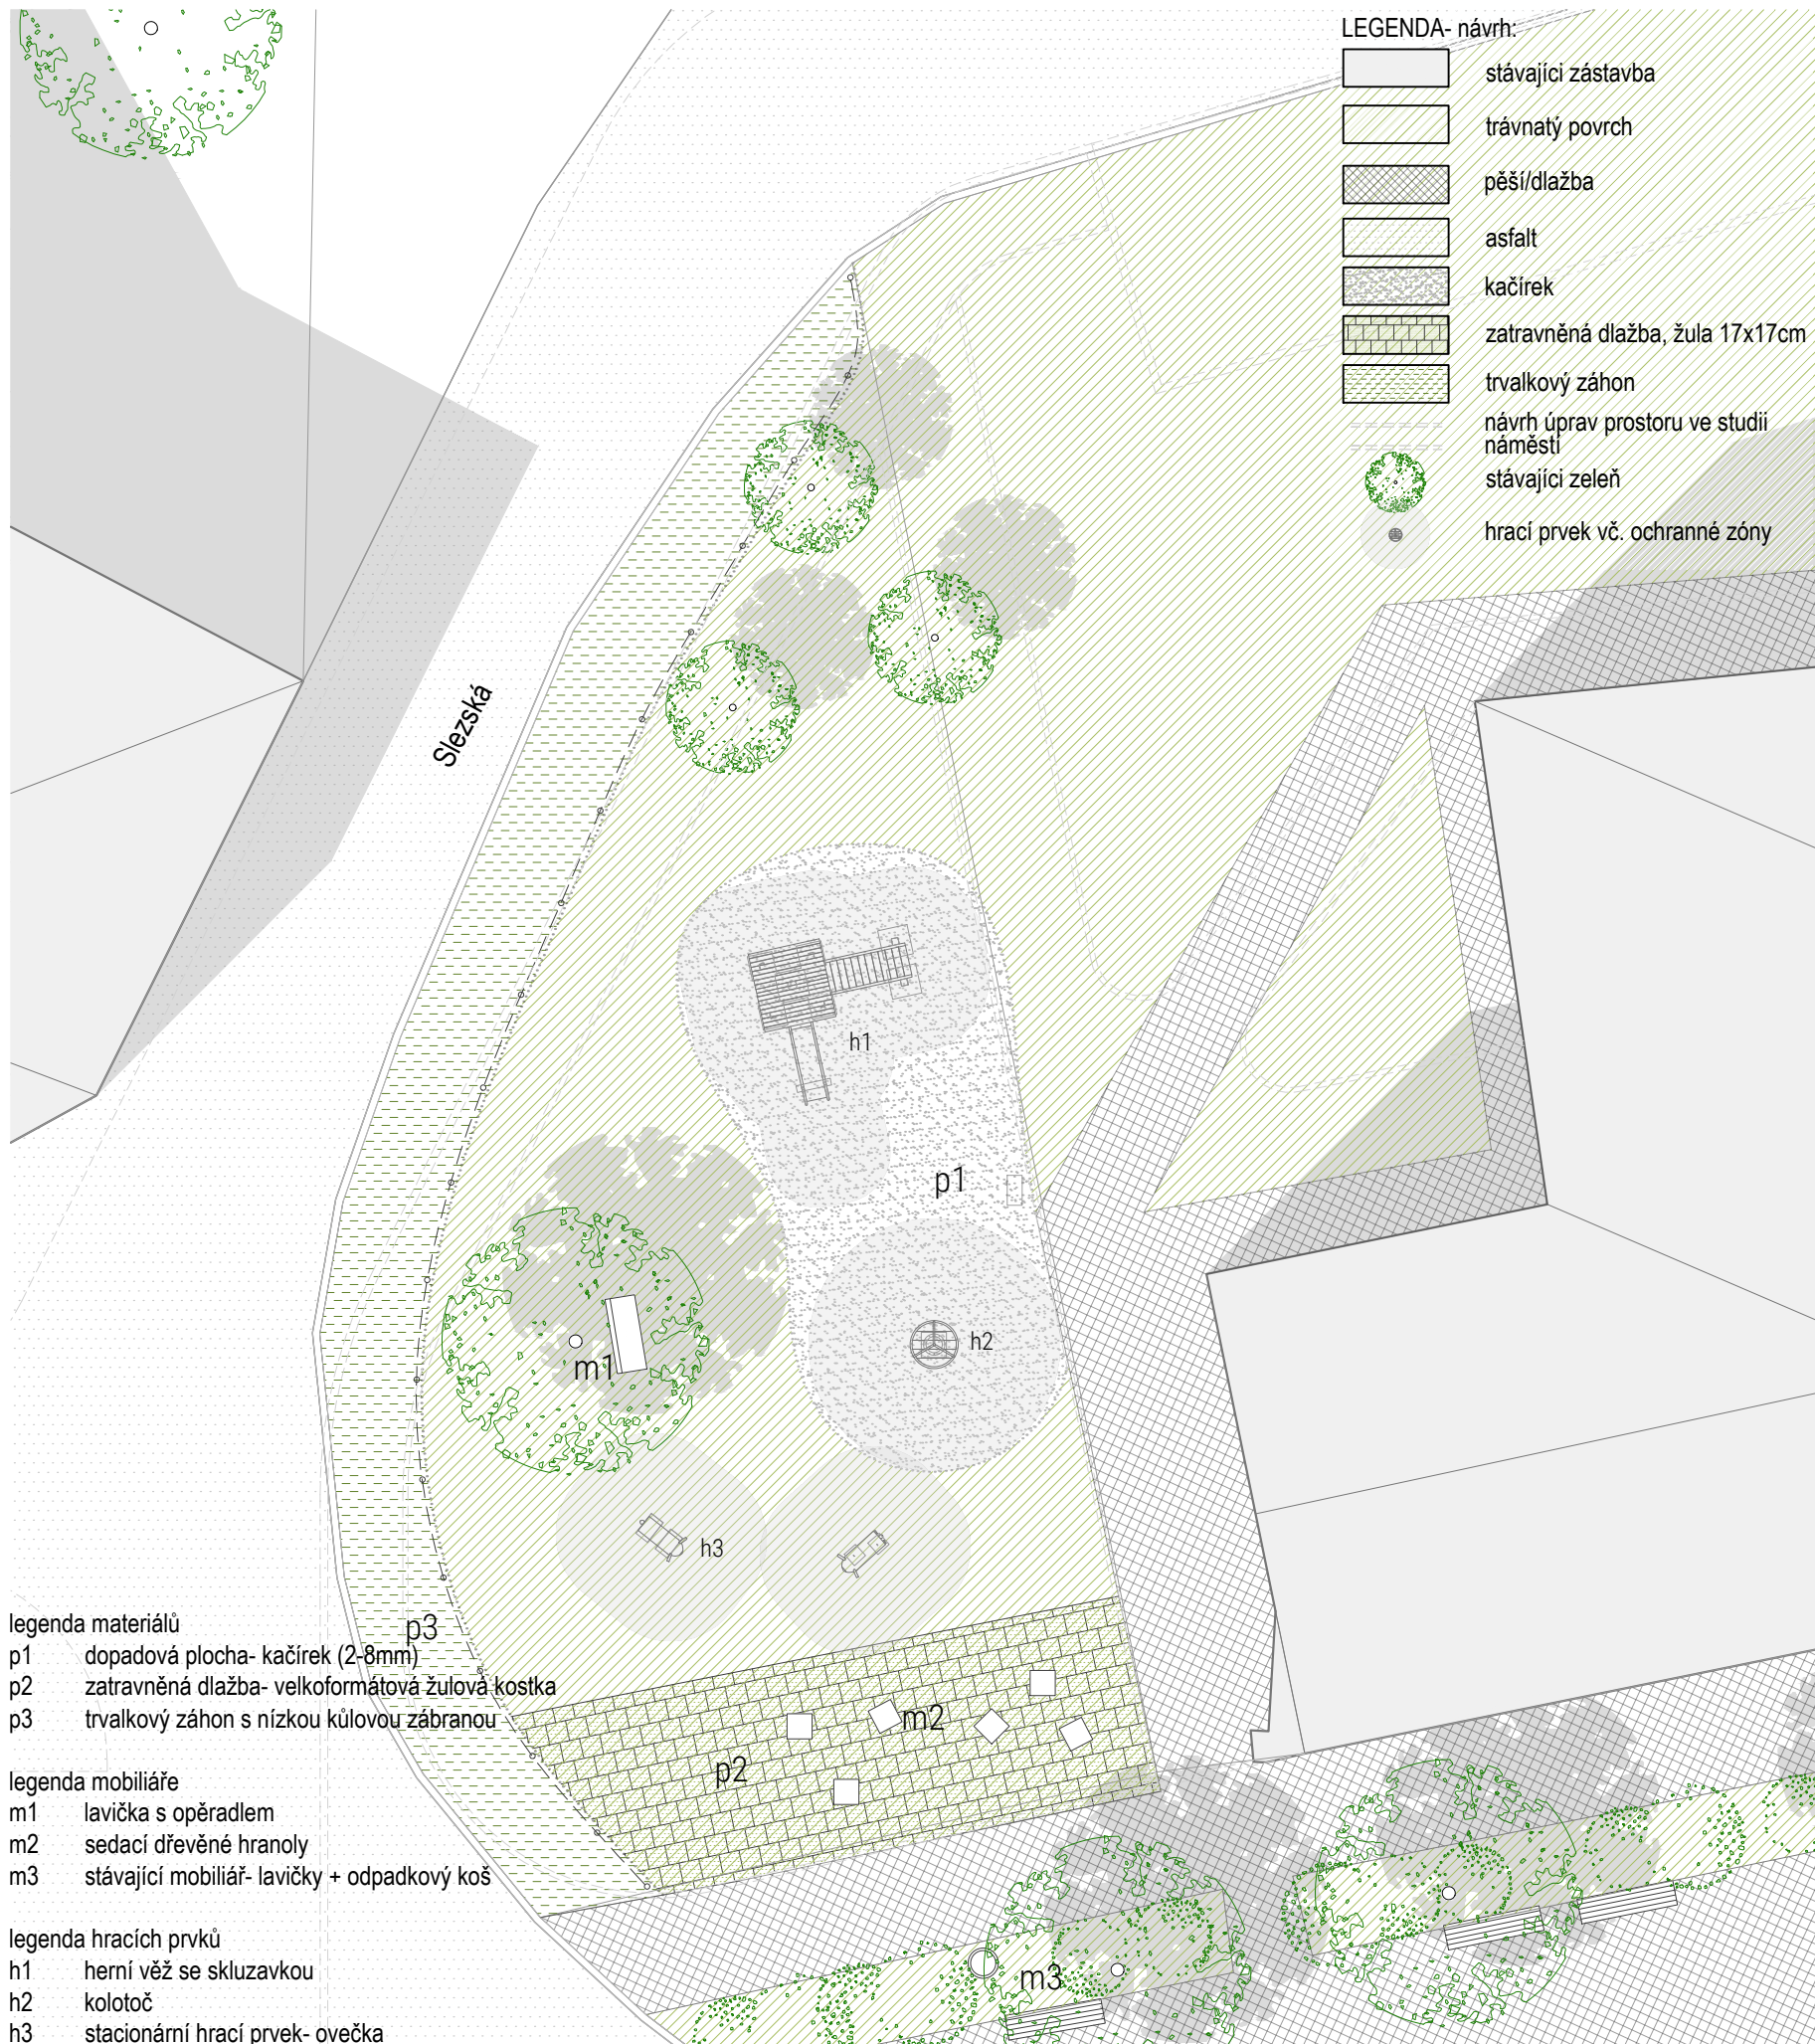 LEGENDA- návrh:
stávajíci zástavba
trávnatý povrch
pěší/dlažba
asfalt
kačírek
zatravněná dlažba, žula 17x17cm
trvalkový záhon
návrh úprav prostoru ve studii
náměstí
stávajíci zeleň
hrací prvek vč. ochranné zóny
Slezská
h1
p1
h2
m1
h3
p3
m2
p2
m3
legenda materiálů
p1 dopadová plocha- kačírek (2-8mm)
p2 zatravněná dlažba- velkoformátová žulová kostka
p3 trvalkový záhon s nízkou kůlovou zábranou
legenda mobiliáře
m1 lavička s opěradlem
m2 sedací dřevěné hranoly
m3 stávající mobiliář- lavičky + odpadkový koš
legenda hracích prvků
h1 herní věž se skluzavkou
h2 kolotoč
h3 stacionární hrací prvek- ovečka